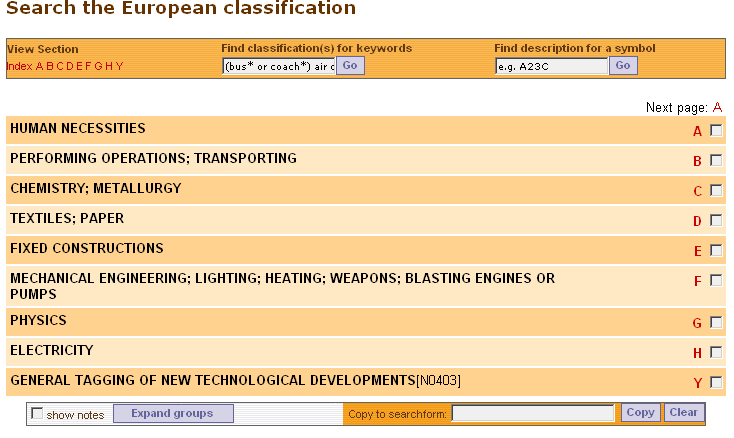 Search the European classification
View Section Find classification(s) for keywords Find description for a symbol
Index A B C D E F G H Y (bus* or coach*) air c Go e.g. A23C Go
Next page: A
HUMAN NECESSITIES A
PERFORMING OPERATIONS; TRANSPORTING B
CHEMISTRY; METALLURGY C
TEXTILES; PAPER D
FIXED CONSTRUCTIONS E
MECHANICAL ENGINEERING; LIGHTING; HEATING; WEAPONS; BLASTING ENGINES OR F
PUMPS
PHYSICS G
ELECTRICITY H
GENERAL TAGGING OF NEW TECHNOLOGICAL DEVELOPMENTS[N0403] Y
show notes Expand groups Copy to searchform: Copy Clear